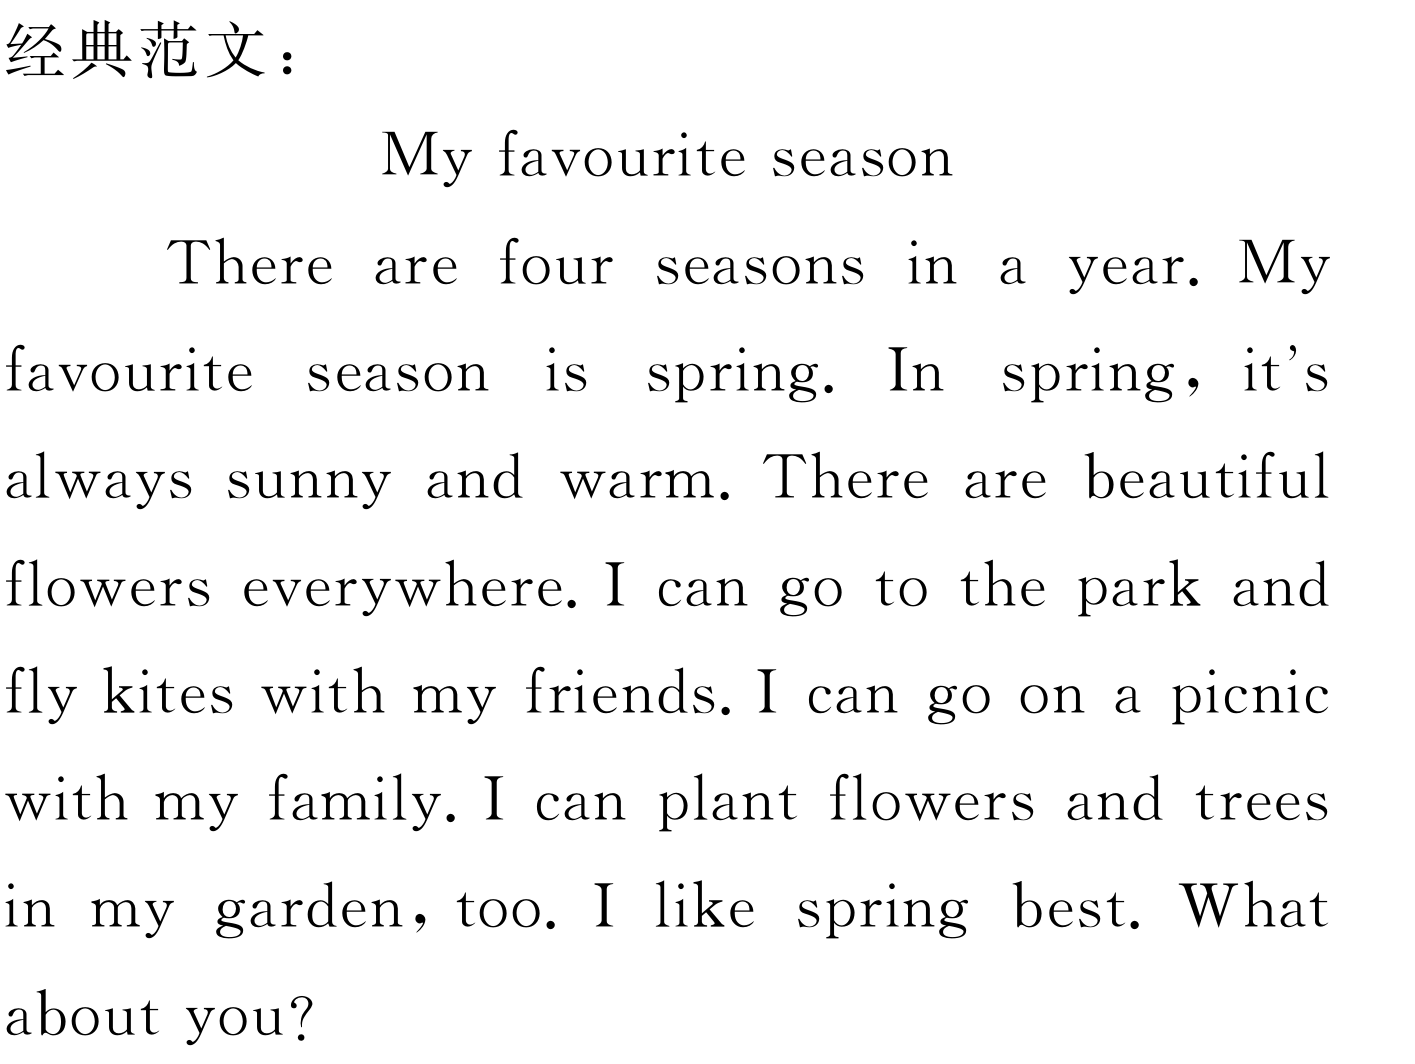 经典范文：
My favourite season
There are four seasons in a year. My
favourite season is spring. In spring, it's
always sunny and warm. There are beautiful
flowers everywhere. I can go to the park and
fly kites with my friends. I can go on a picnic
with my family. I can plant flowers and trees
in my garden, too. I like spring best. What
about you?